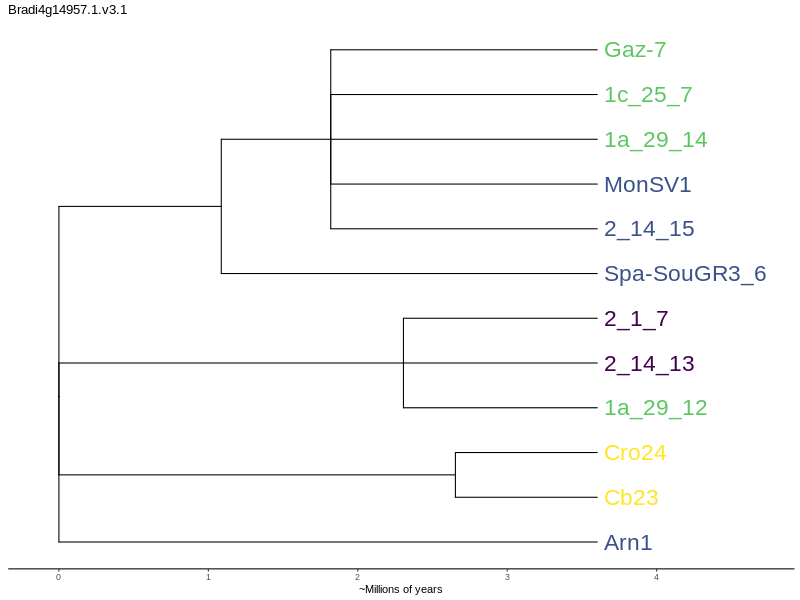 Bradi4g14957.1.v3.1
Gaz-7
1c_25_7
1a_29_14
MonSV1
2_14_15
Spa-SouGR3_6
2_1_7
2_14_13
1a_29_12
Cro24
Cb23
Arn1
0 1 2 3 4
~Millions of years